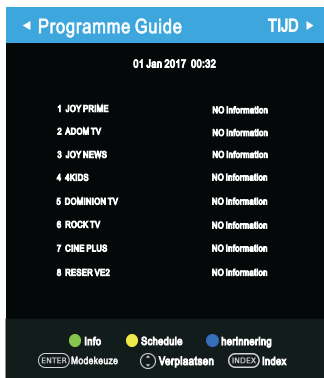 ◄ Programme Guide TIJD ►
01 Jan 2017 00:32
1 JOY PRIME NO Information
2 ADOM TV NO Information
3 JOY NEWS NO Information
4 4KIDS NO Information
5 DOMINION TV NO Information
6 ROCK TV NO Information
7 CINE PLUS NO Information
8 RESERVE2 NO Information
Info Schedule herinnering
ENTER Modekeuze Verplaatsen INDEX Index